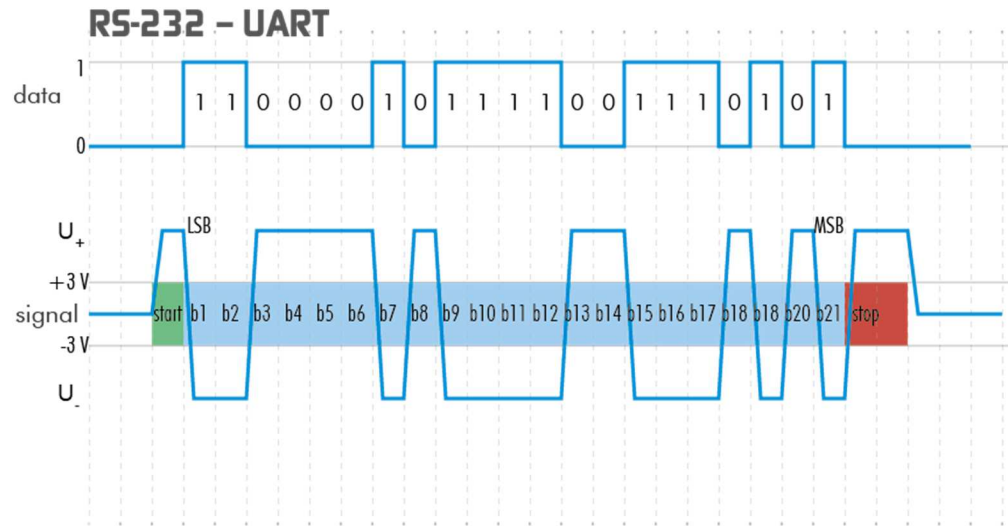 RS-232 – UART
1
data 1 1 0 0 0 0 1 0 1 1 1 1 0 0 1 1 1 0 1 0 1
0
U+ LSB MSB
+3 V
signal start b1 b2 b3 b4 b5 b6 b7 b8 b9 b10 b11 b12 b13 b14 b15 b16 b17 b18 b18 b20 b21 stop
-3 V
U-